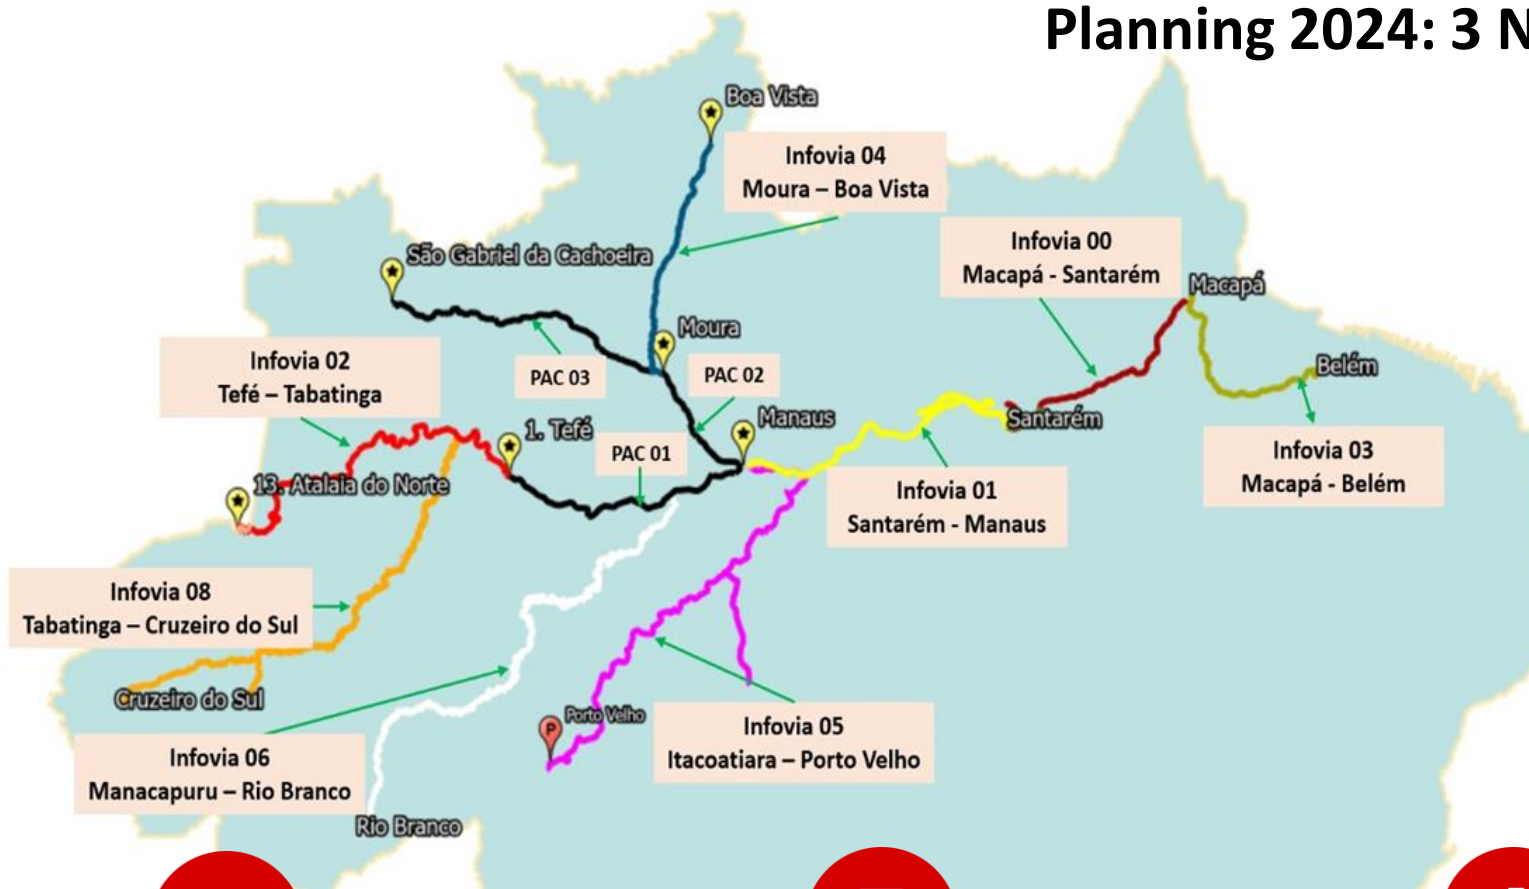 Planning 2024: 3 N
Boa Vista
Infovia 04
Moura – Boa Vista
São Gabriel da Cachoeira
Infovia 00
Macapá - Santarém
Macapá
Moura
Infovia 02
Tefé – Tabatinga
PAC 03
PAC 02
Belém
1. Tefé
Manaus
Santarém
PAC 01
Infovia 03
Macapá - Belém
13. Atalaia do Norte
Infovia 01
Santarém - Manaus
Infovia 08
Tabatinga – Cruzeiro do Sul
Cruzeiro do Sul
P
Porto Velho
Infovia 05
Itacoatiara – Porto Velho
Infovia 06
Manacapuru – Rio Branco
Rio Branco